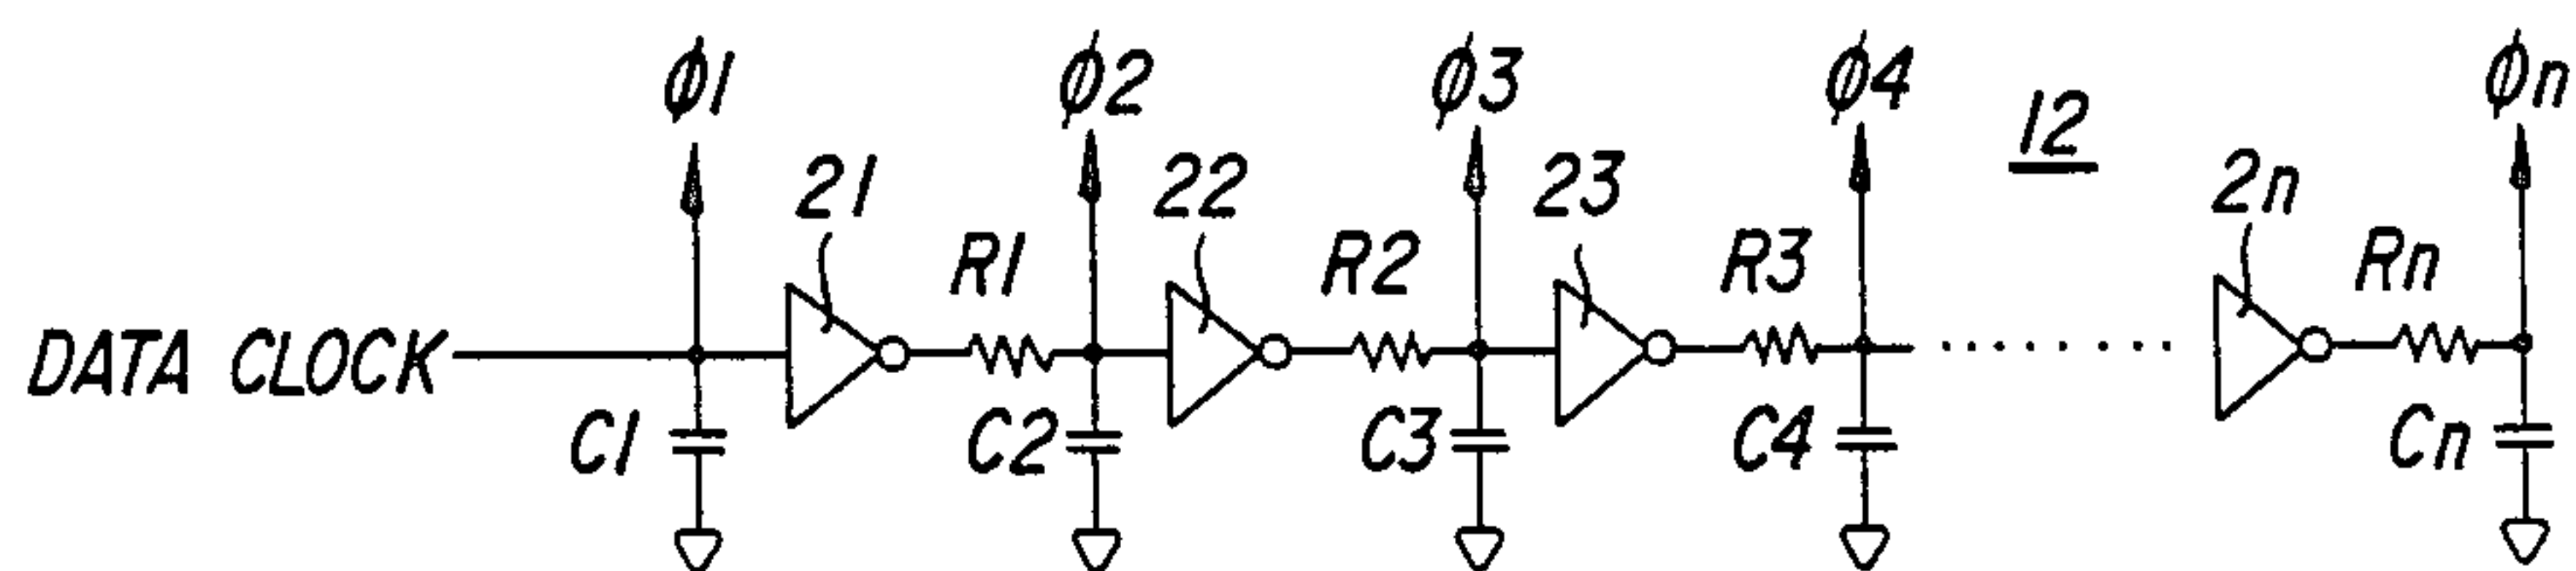 ϕ1 ϕ2 ϕ3 ϕ4 12 ϕn
21 22 23 2n
R1 R2 R3 Rn
DATA CLOCK
C1 C2 C3 C4 Cn